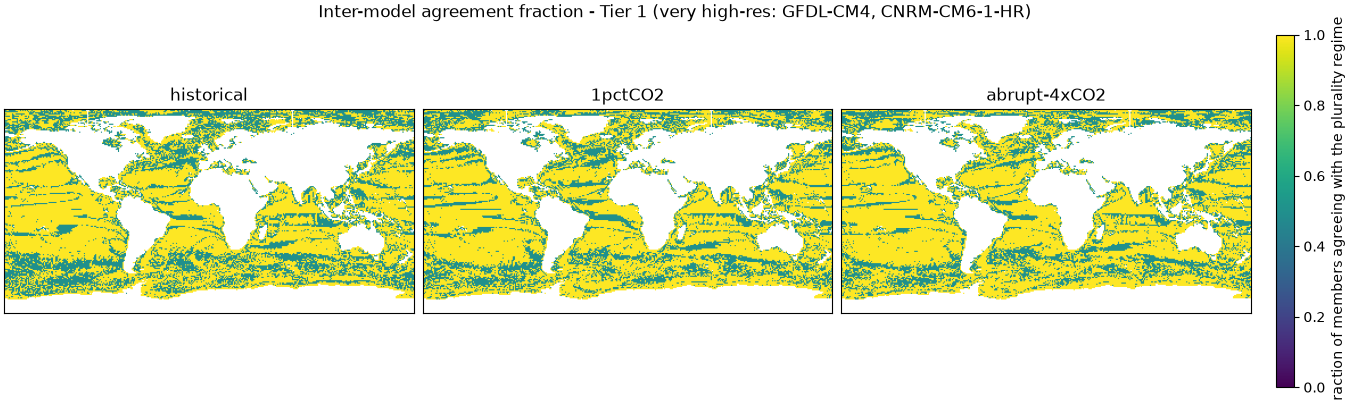 Inter-model agreement fraction - Tier 1 (very high-res: GFDL-CM4, CNRM-CM6-1-HR)
historical
1pctCO2
abrupt-4xCO2
1.0
0.8
0.6
0.4
0.2
0.0
raction of members agreeing with the plurality regime